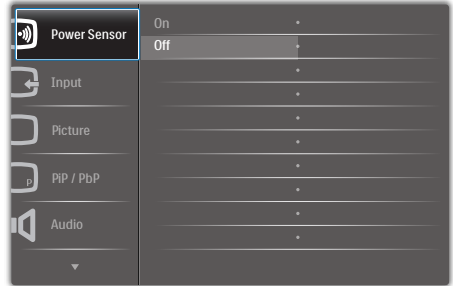 Power Sensor
On
Off
Input
Picture
P
PiP / PbP
Audio